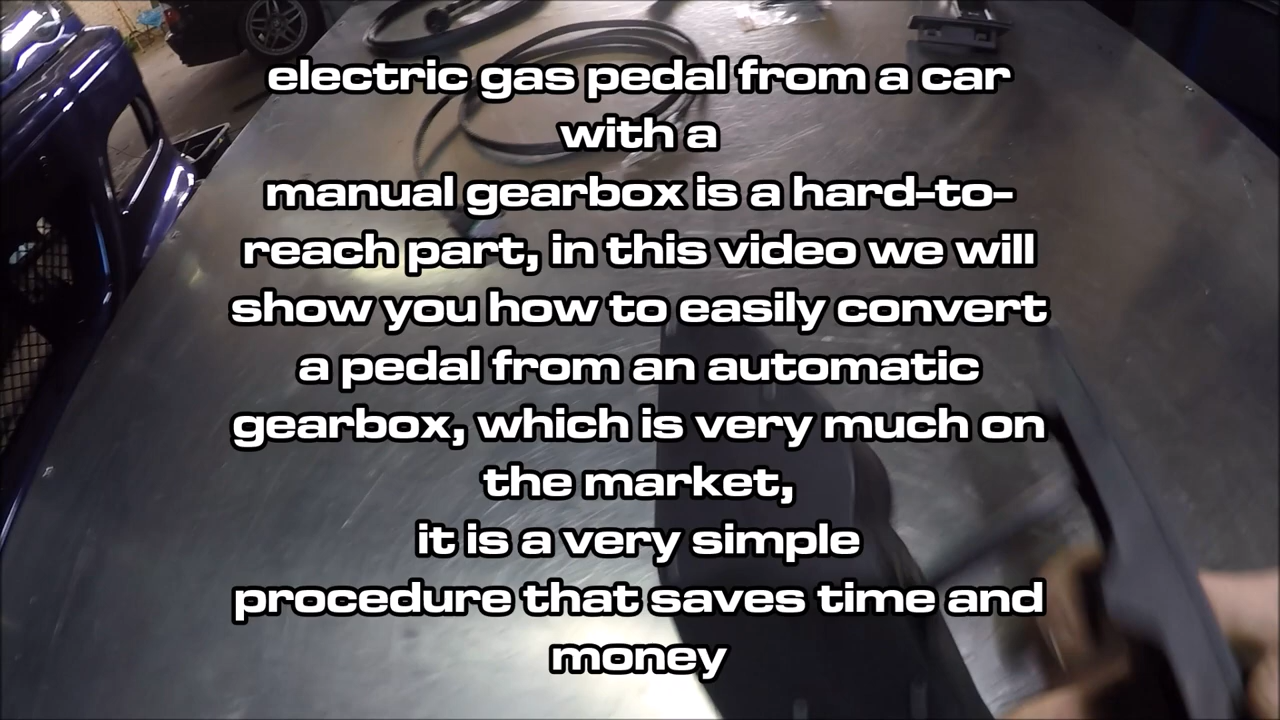 electric gas pedal from a car
with a
manual gearbox is a hard-to-
reach part, in this video we will
show you how to easily convert
a pedal from an automatic
gearbox, which is very much on
the market,
it is a very simple
procedure that saves time and
money